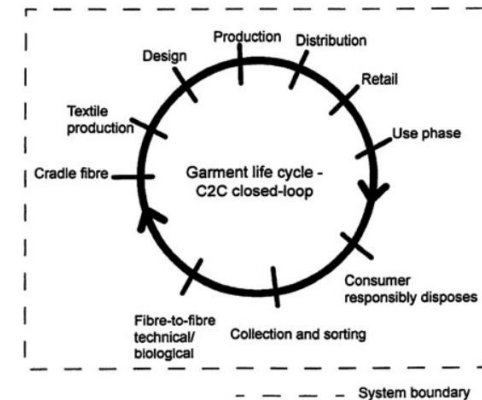 Production
Distribution
Design
Retail
Textile
production
Use phase
Cradle fibre
Garment life cycle -
C2C closed-loop
Consumer
responsibly disposes
Fibre-to-fibre
technical/
biological
Collection and sorting
System boundary